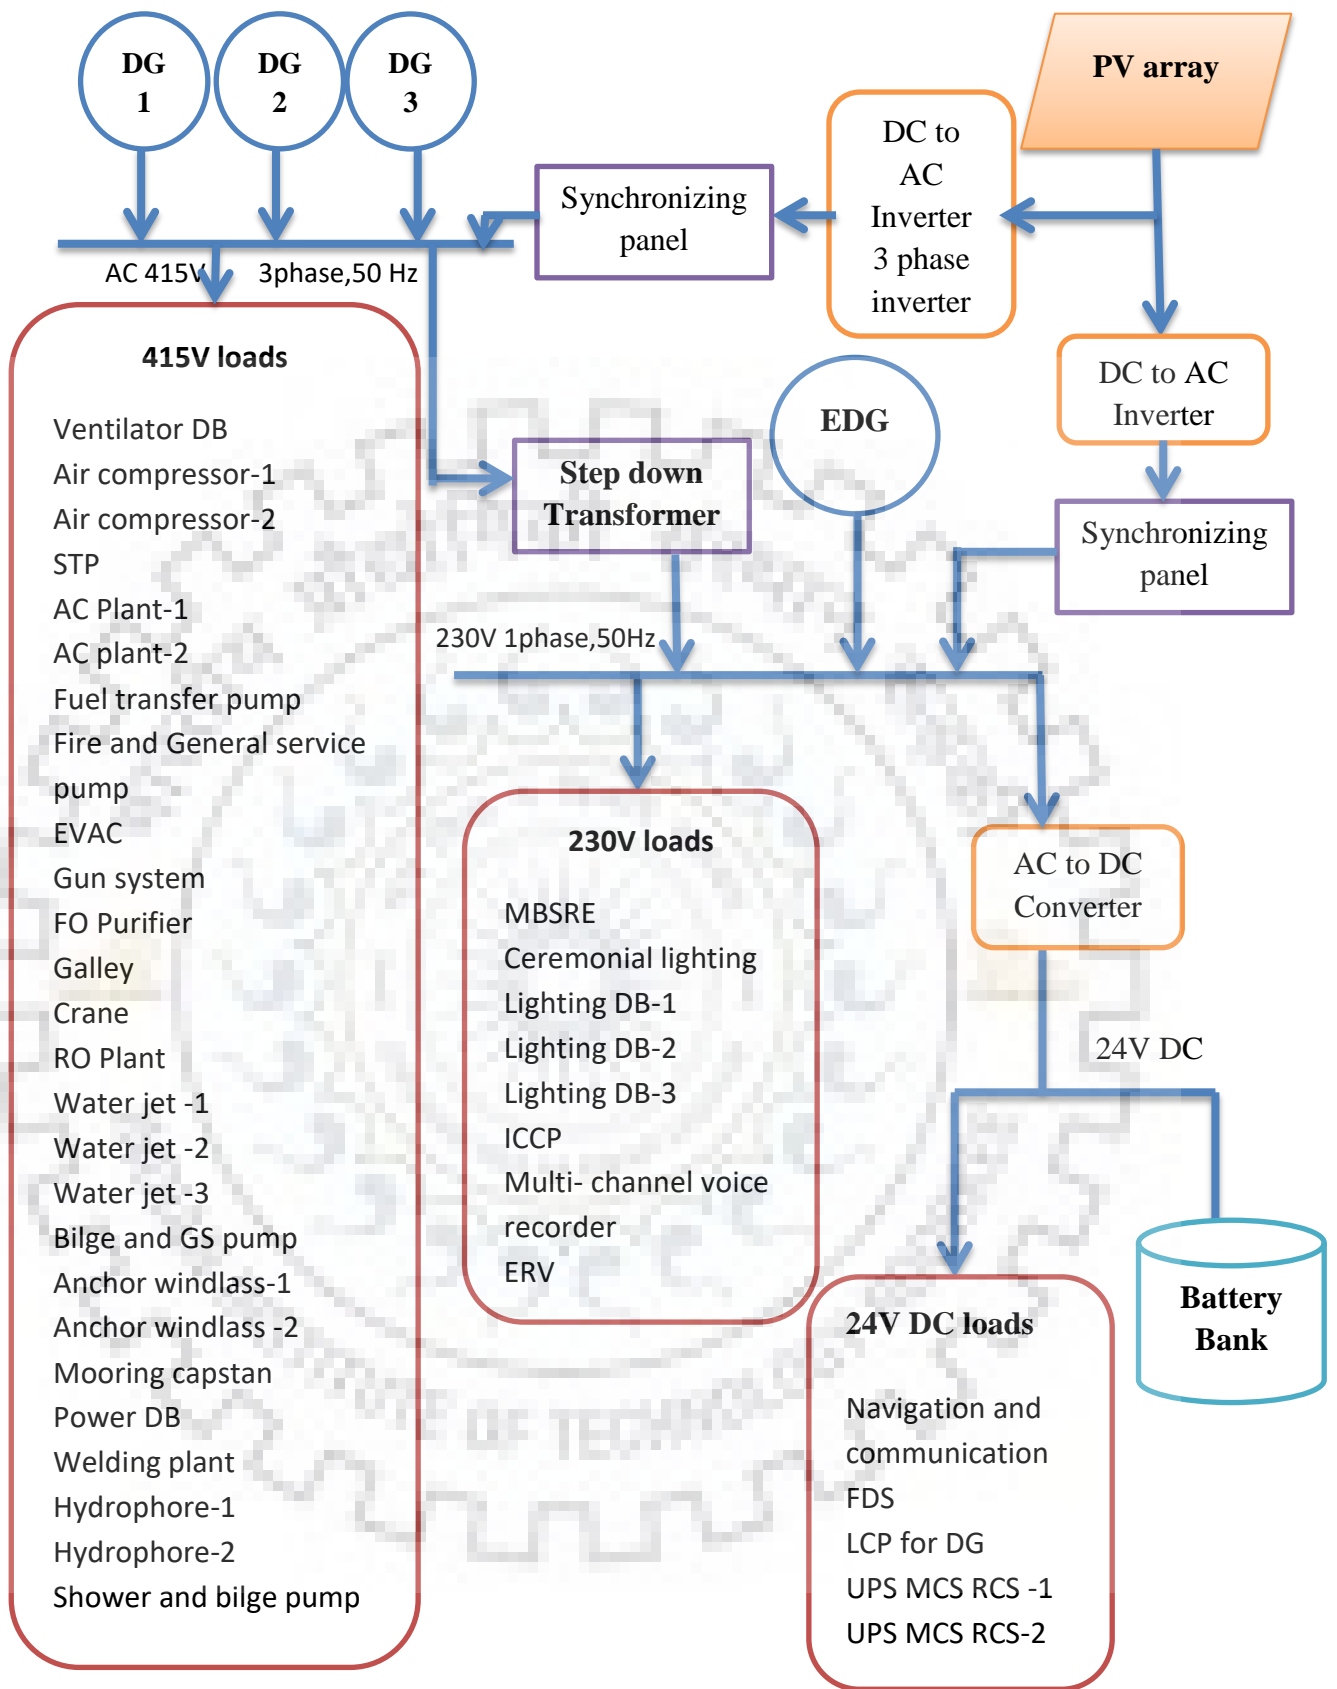 DG
1
DG
2
DG
3
PV array
DC to
AC
Inverter
3 phase
inverter
Synchronizing
panel
AC 415V
3phase,50 Hz
415V loads
Ventilator DB
Air compressor-1
Air compressor-2
STP
AC Plant-1
AC plant-2
Fuel transfer pump
Fire and General service
pump
EVAC
Gun system
FO Purifier
Galley
Crane
RO Plant
Water jet -1
Water jet -2
Water jet -3
Bilge and GS pump
Anchor windlass-1
Anchor windlass -2
Mooring capstan
Power DB
Welding plant
Hydrophore-1
Hydrophore-2
Shower and bilge pump
DC to AC
Inverter
EDG
Step down
Transformer
Synchronizing
panel
230V 1phase,50Hz
230V loads
MBSRE
Ceremonial lighting
Lighting DB-1
Lighting DB-2
Lighting DB-3
ICCP
Multi- channel voice
recorder
ERV
AC to DC
Converter
24V DC
24V DC loads
Navigation and
communication
FDS
LCP for DG
UPS MCS RCS -1
UPS MCS RCS-2
Battery
Bank